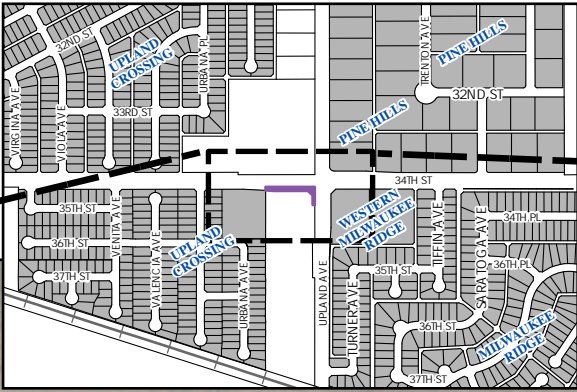 32ND ST
UPLAND
CROSSING
URBANA PL
TRENTON AVE
PINE HILLS
VIRGINIA AVE
VIOLA AVE
33RD ST
32ND ST
PINE HILLS
34TH ST
35TH ST
VENITA AVE
VALENCIA AVE
36TH ST
UPLAND
CROSSING
37TH ST
URBANA AVE
UPLAND AVE
WESTERN
MILWAUKEE
RIDGE
TURNER AVE
35TH ST
TIFFIN AVE
SARATOGA AVE
34TH PL
36TH PL
36TH ST
MILWAUKEE
RIDGE
37TH ST